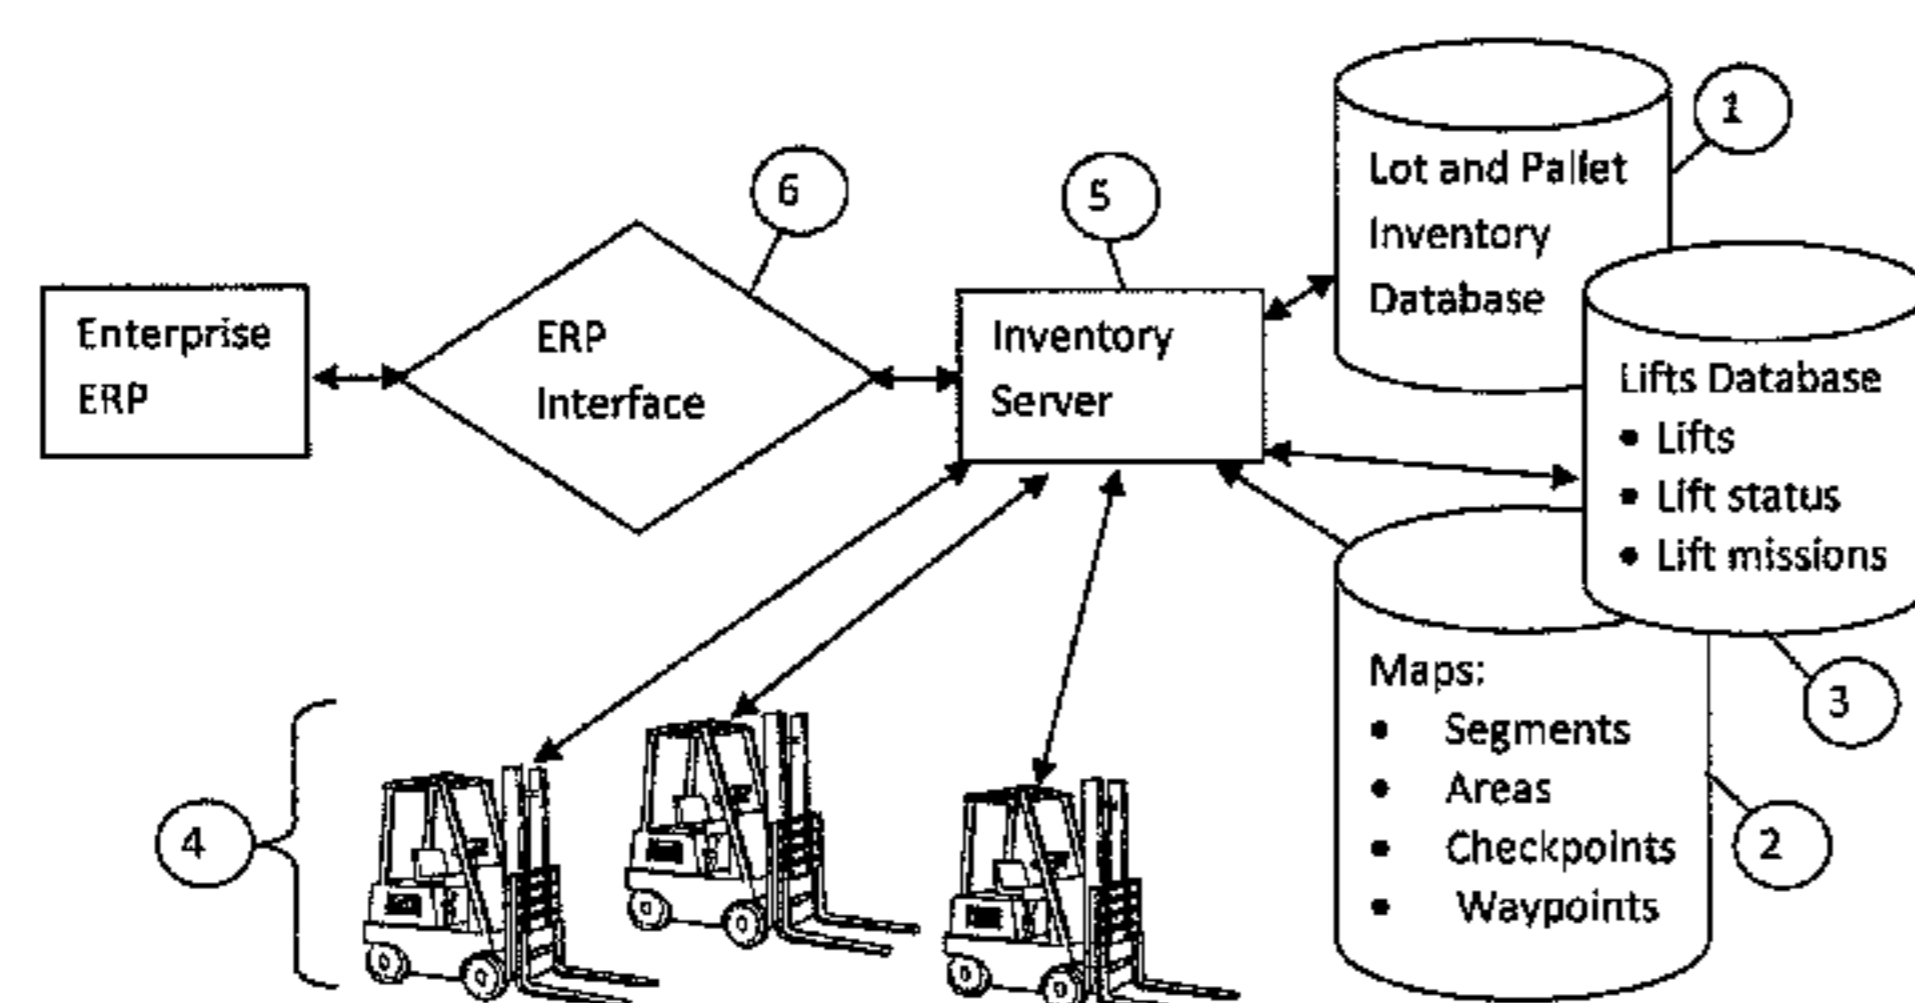 1
Lot and Pallet
Inventory
Database
6
5
Enterprise
ERP
ERP
Interface
Inventory
Server
Lifts Database
• Lifts
• Lift status
• Lift missions
Maps:
• Segments
• Areas
• Checkpoints
• Waypoints
3
2
4